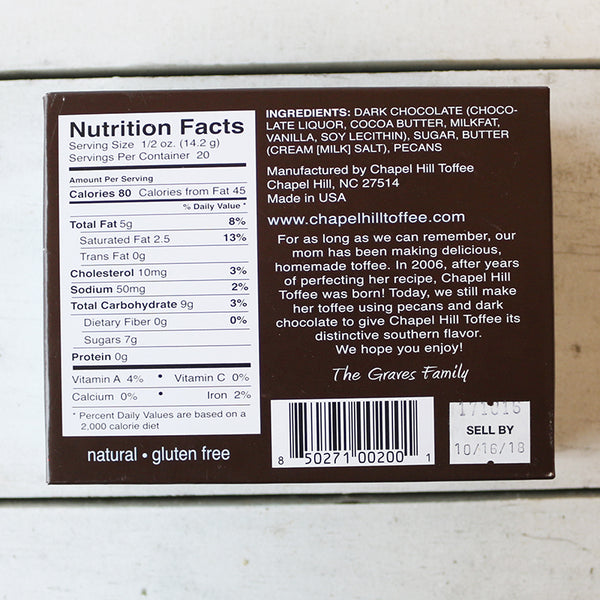 Nutrition Facts
Serving Size 1/2 oz. (14.2 g)
Servings Per Container 20
Amount Per Serving
Calories 80 Calories from Fat 45
% Daily Value *
Total Fat 5g 8%
Saturated Fat 2.5 13%
Trans Fat 0g
Cholesterol 10mg 3%
Sodium 50mg 2%
Total Carbohydrate 9g 3%
Dietary Fiber 0g 0%
Sugars 7g
Protein 0g
Vitamin A 4% • Vitamin C 0%
Calcium 0% • Iron 2%
* Percent Daily Values are based on a
2,000 calorie diet
natural • gluten free
INGREDIENTS: DARK CHOCOLATE (CHOCO-
LATE LIQUOR, COCOA BUTTER, MILKFAT,
VANILLA, SOY LECITHIN), SUGAR, BUTTER
(CREAM [MILK] SALT), PECANS
Manufactured by Chapel Hill Toffee
Chapel Hill, NC 27514
Made in USA
www.chapelhilltoffee.com
For as long as we can remember, our
mom has been making delicious,
homemade toffee. In 2006, after years
of perfecting her recipe, Chapel Hill
Toffee was born! Today, we still make
her toffee using pecans and dark
chocolate to give Chapel Hill Toffee its
distinctive southern flavor.
We hope you enjoy!
The Graves Family
8 50271 00200 1
171016
SELL BY
10/16/18